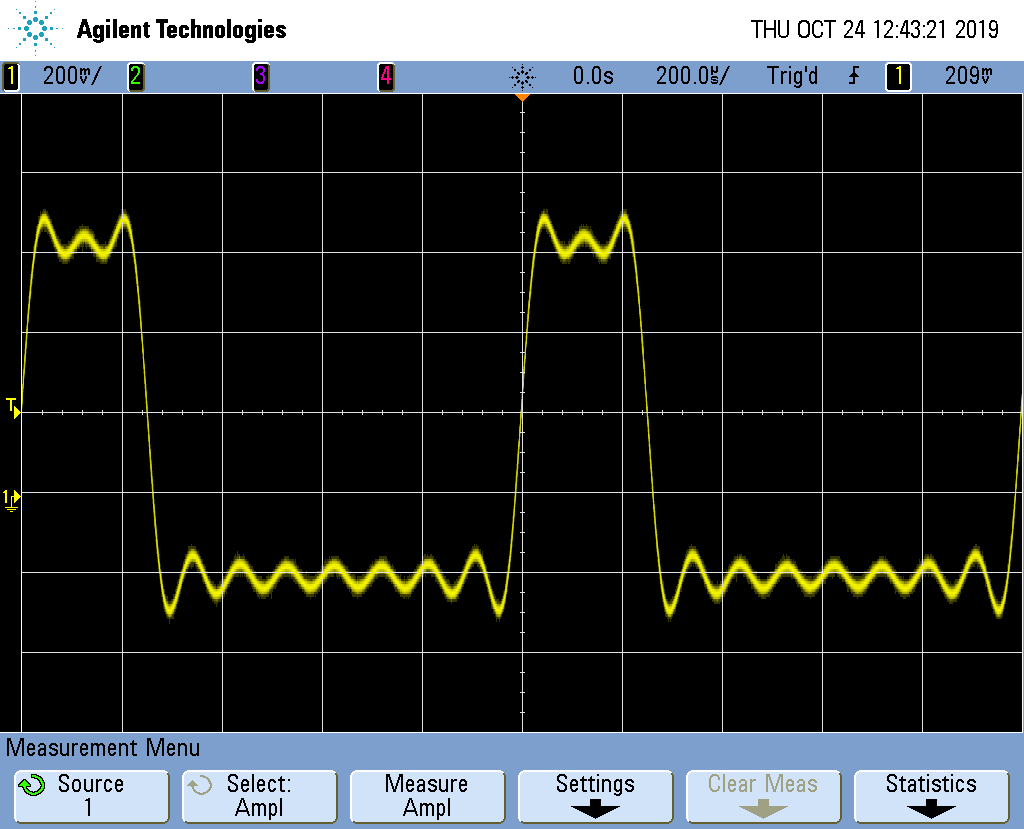 Agilent Technologies
THU OCT 24 12:43:21 2019
1 200mV/ 2 3 4 0.0s 200.0µs/ Trig'd 1 209mV
T
1
Measurement Menu
Source
1
Select:
Ampl
Measure
Ampl
Settings
Clear Meas
Statistics